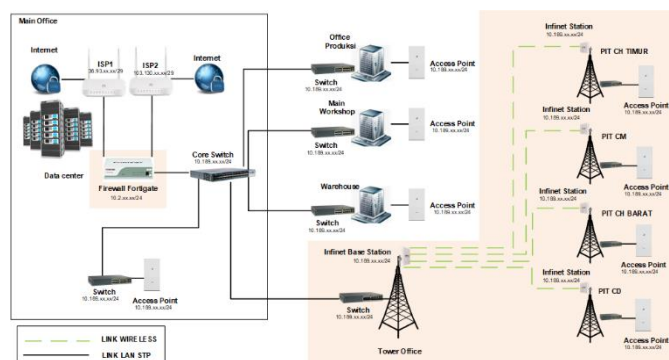 Main Office
Internet
ISP1
36.93.xx.xx/29
ISP2
103.130.xx.xx/29
Internet
Data center
Firewall Fortigate
10.2.xx.xx/24
Core Switch
10.189.xx.xx/24
Switch
10.189.xx.xx/24
Access Point
10.189.xx.xx/24
Office
Produksi
Switch
10.189.xx.xx/24
Access Point
10.189.xx.xx/24
Main
Workshop
Switch
10.189.xx.xx/24
Access Point
10.189.xx.xx/24
Warehouse
Switch
10.189.xx.xx/24
Access Point
10.189.xx.xx/24
Infinet Base Station
10.189.xx.xx/24
Switch
10.189.xx.xx/24
Tower Office
Infinet Station
10.189.xx.xx/24
PIT CH TIMUR
Access Point
10.189.xx.xx/24
Infinet Station
10.189.xx.xx/24
PIT CM
Access Point
10.189.xx.xx/24
Infinet Station
10.189.xx.xx/24
PIT CH BARAT
Access Point
10.189.xx.xx/24
Infinet Station
10.189.xx.xx/24
PIT CD
Access Point
10.189.xx.xx/24
LINK WIRELESS
LINK LAN STP